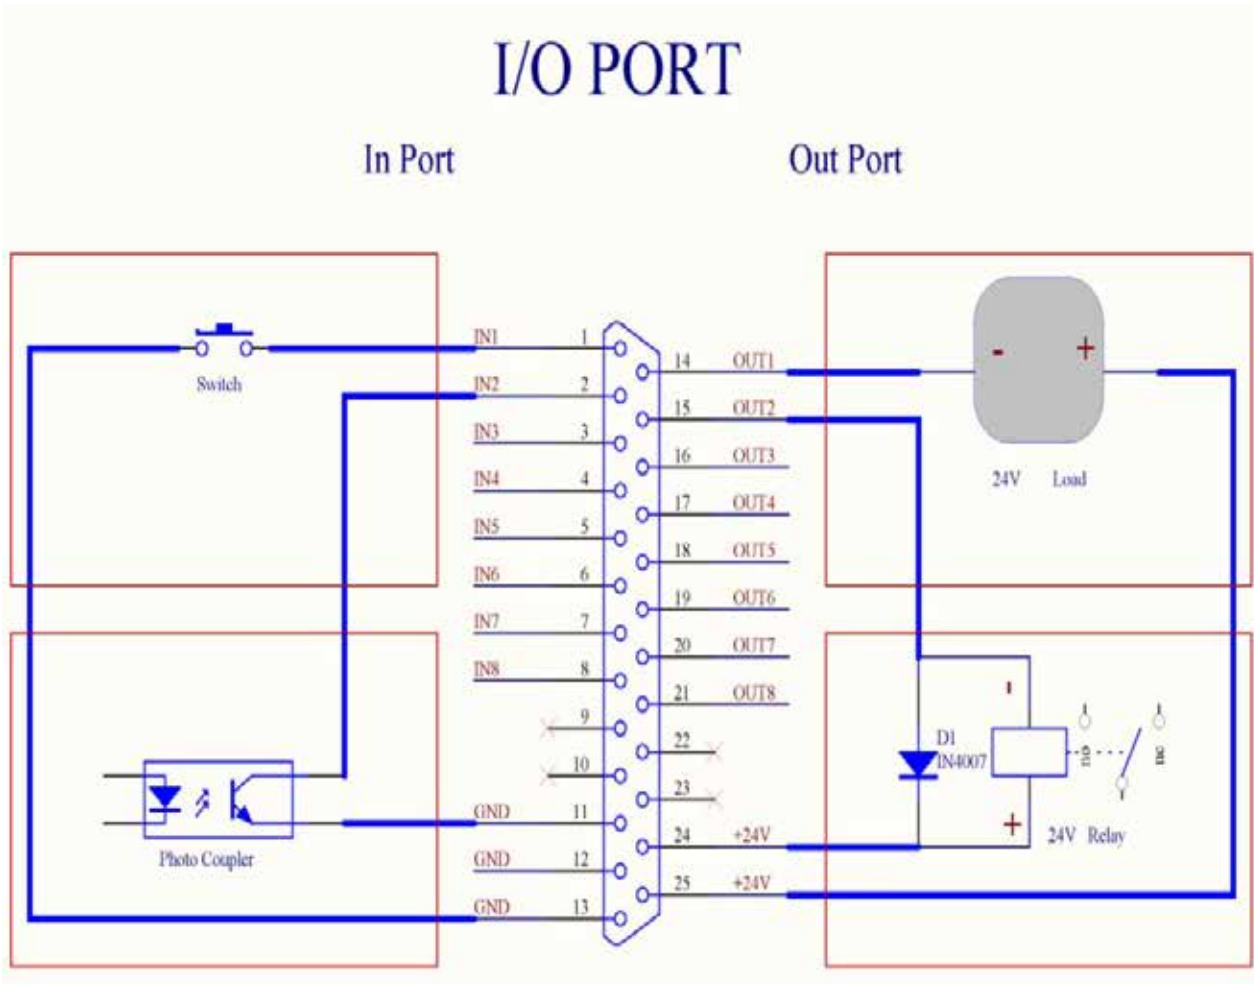 I/O PORT
In Port
Out Port
Switch
IN1 1
IN2 2
IN3 3
IN4 4
IN5 5
IN6 6
IN7 7
IN8 8
9
10
GND 11
GND 12
GND 13
14 OUT1
15 OUT2
16 OUT3
17 OUT4
18 OUT5
19 OUT6
20 OUT7
21 OUT8
22
23
24 +24V
25 +24V
- +
24V Load
Photo Coupler
-
D1
IN4007
no
nc
+
24V Relay